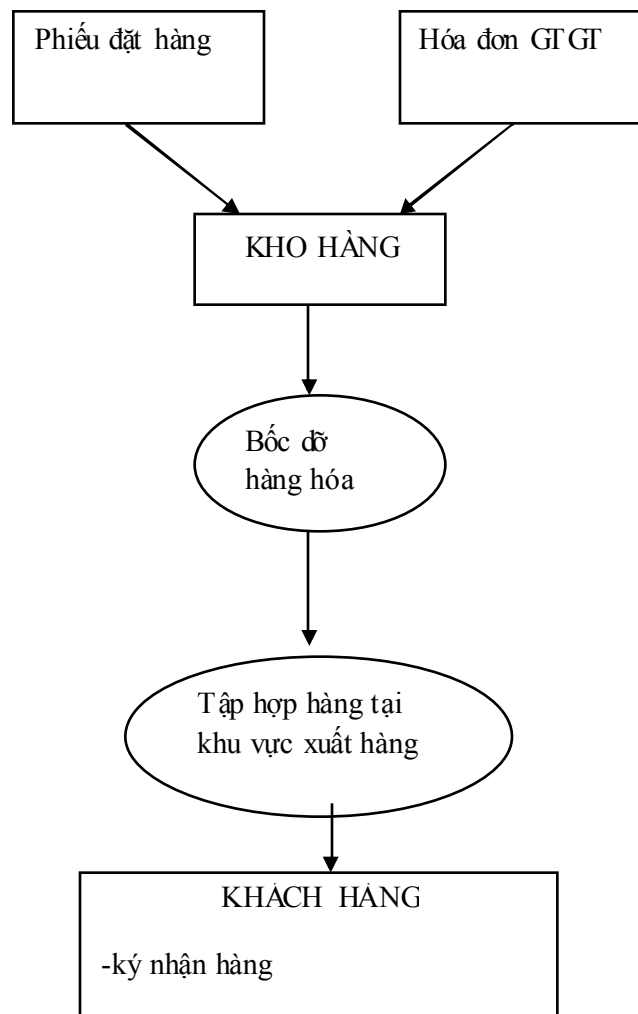 Phiếu đặt hàng
Hóa đơn GTGT
KHO HÀNG
Bốc dỡ
hàng hóa
Tập hợp hàng tại
khu vực xuất hàng
KHÁCH HÀNG
-ký nhận hàng